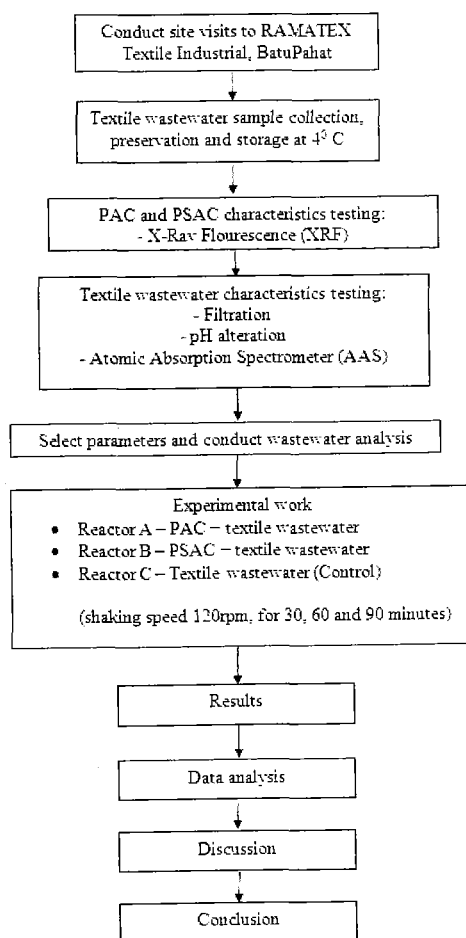 Conduct site visits to RAMATEX
Textile Industrial, BatuPahat
Textile wastewater sample collection,
preservation and storage at 4⁰ C
PAC and PSAC characteristics testing:
- X-Ray Flourescence (XRF)
Textile wastewater characteristics testing:
- Filtration
- pH alteration
- Atomic Absorption Spectrometer (AAS)
Select parameters and conduct wastewater analysis
Experimental work
• Reactor A – PAC – textile wastewater
• Reactor B – PSAC – textile wastewater
• Reactor C – Textile wastewater (Control)
(shaking speed 120rpm, for 30, 60 and 90 minutes)
Results
Data analysis
Discussion
Conclusion